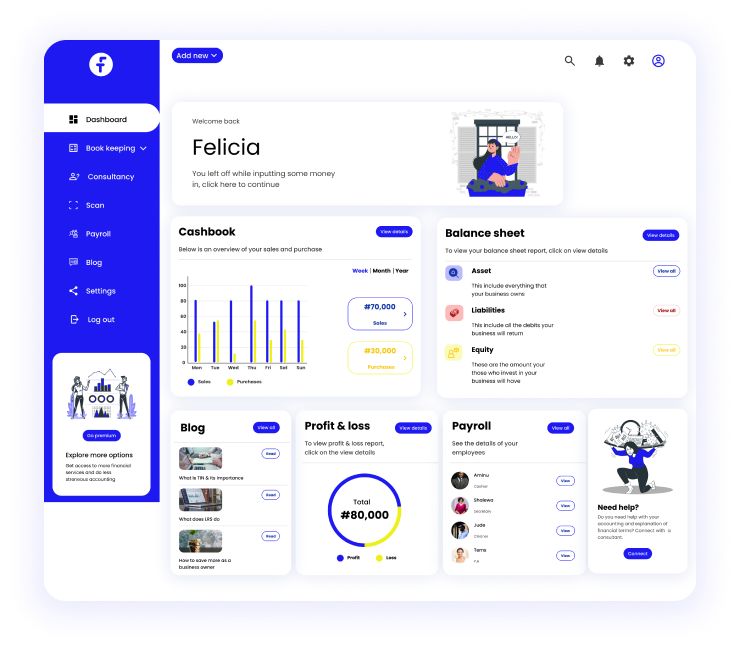 Add new
Dashboard
Book keeping
Consultancy
Scan
Payroll
Blog
Settings
Log out
Go premium
Explore more options
Get access to more financial
services and do less
strenuous accounting
Welcome back
Felicia
You left off while inputting some money
in, click here to continue
HELLO!
Cashbook
View details
Below is an overview of your sales and purchase
Week | Month | Year
100
80
60
40
20
0
Mon Tue Wed Thu Fri Sat Sun
Sales
Purchases
₦70,000
Sales
₦30,000
Purchases
Balance sheet
View details
To view your balance sheet report, click on view details
Asset
View all
This include everything that
your business owns
Liabilities
View all
This include all the debits your
business will return
Equity
View all
These are the amount your
those who invest in your
business will have
Blog
View all
Read
What is TIN & its importance
Read
What does LRS do
Read
How to save more as a
business owner
Profit & loss
View details
To view profit & loss report,
click on the view details
Total
₦80,000
Profit
Loss
Payroll
View all
See the details of your
employees
Aminu
Cashier
View
View
Jude
Cleaner
View
View
Need help?
Do you need help with your
accounting and explanation of
financial terms? Connect with a
consultant.
Connect